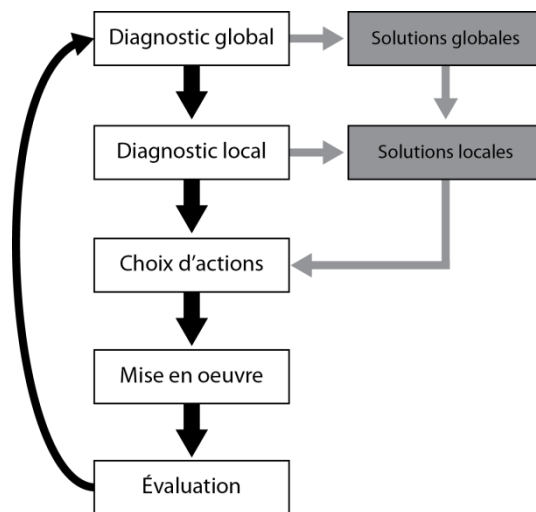 Diagnostic global
Solutions globales
Diagnostic local
Solutions locales
Choix d'actions
Mise en oeuvre
Évaluation